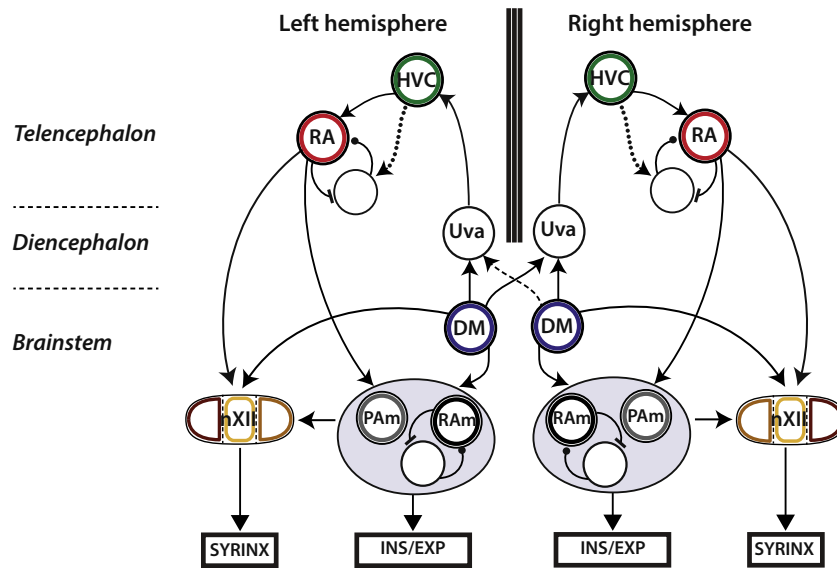 Left hemisphere Right hemisphere
HVC HVC
Telencephalon RA RA
Diencephalon Uva Uva
Brainstem DM DM
nXII PAm RAm RAm PAm nXII
SYRINX INS/EXP INS/EXP SYRINX